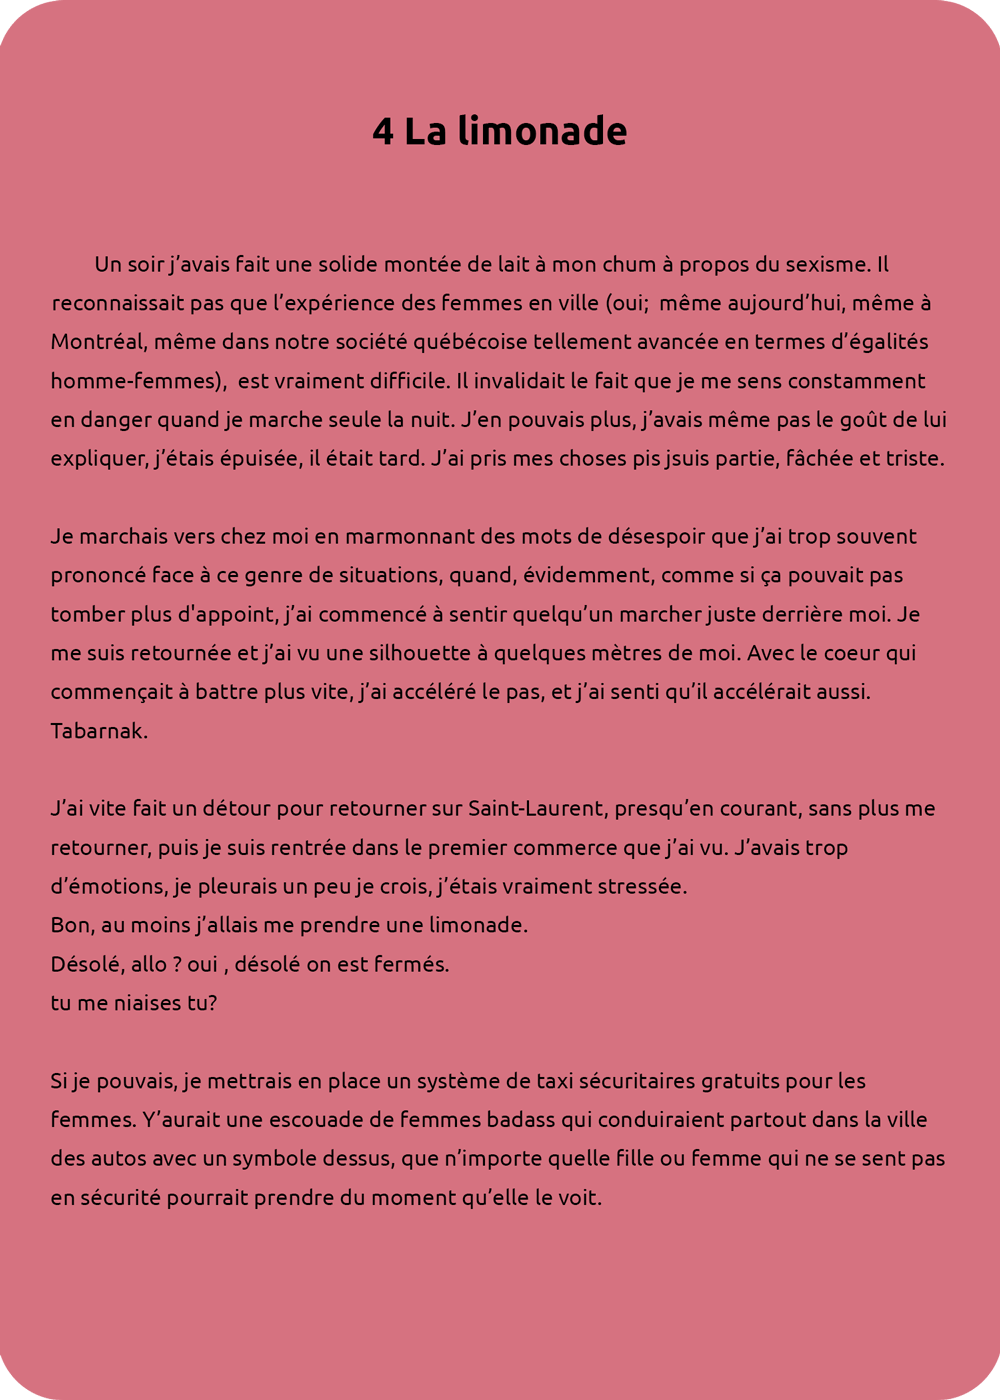 4 La limonade
Un soir j’avais fait une solide montée de lait à mon chum à propos du sexisme. Il
reconnaissait pas que l’expérience des femmes en ville (oui;  même aujourd’hui, même à
Montréal, même dans notre société québécoise tellement avancée en termes d’égalités
homme-femmes),  est vraiment difficile. Il invalidait le fait que je me sens constamment
en danger quand je marche seule la nuit. J’en pouvais plus, j’avais même pas le goût de lui
expliquer, j’étais épuisée, il était tard. J’ai pris mes choses pis jsuis partie, fâchée et triste.
Je marchais vers chez moi en marmonnant des mots de désespoir que j’ai trop souvent
prononcé face à ce genre de situations, quand, évidemment, comme si ça pouvait pas
tomber plus d'appoint, j’ai commencé à sentir quelqu’un marcher juste derrière moi. Je
me suis retournée et j’ai vu une silhouette à quelques mètres de moi. Avec le coeur qui
commençait à battre plus vite, j’ai accéléré le pas, et j’ai senti qu’il accélérait aussi.
Tabarnak.
J’ai vite fait un détour pour retourner sur Saint-Laurent, presqu’en courant, sans plus me
retourner, puis je suis rentrée dans le premier commerce que j’ai vu. J’avais trop
d’émotions, je pleurais un peu je crois, j’étais vraiment stressée.
Bon, au moins j’allais me prendre une limonade.
Désolé, allo ? oui , désolé on est fermés.
tu me niaises tu?
Si je pouvais, je mettrais en place un système de taxi sécuritaires gratuits pour les
femmes. Y’aurait une escouade de femmes badass qui conduiraient partout dans la ville
des autos avec un symbole dessus, que n’importe quelle fille ou femme qui ne se sent pas
en sécurité pourrait prendre du moment qu’elle le voit.